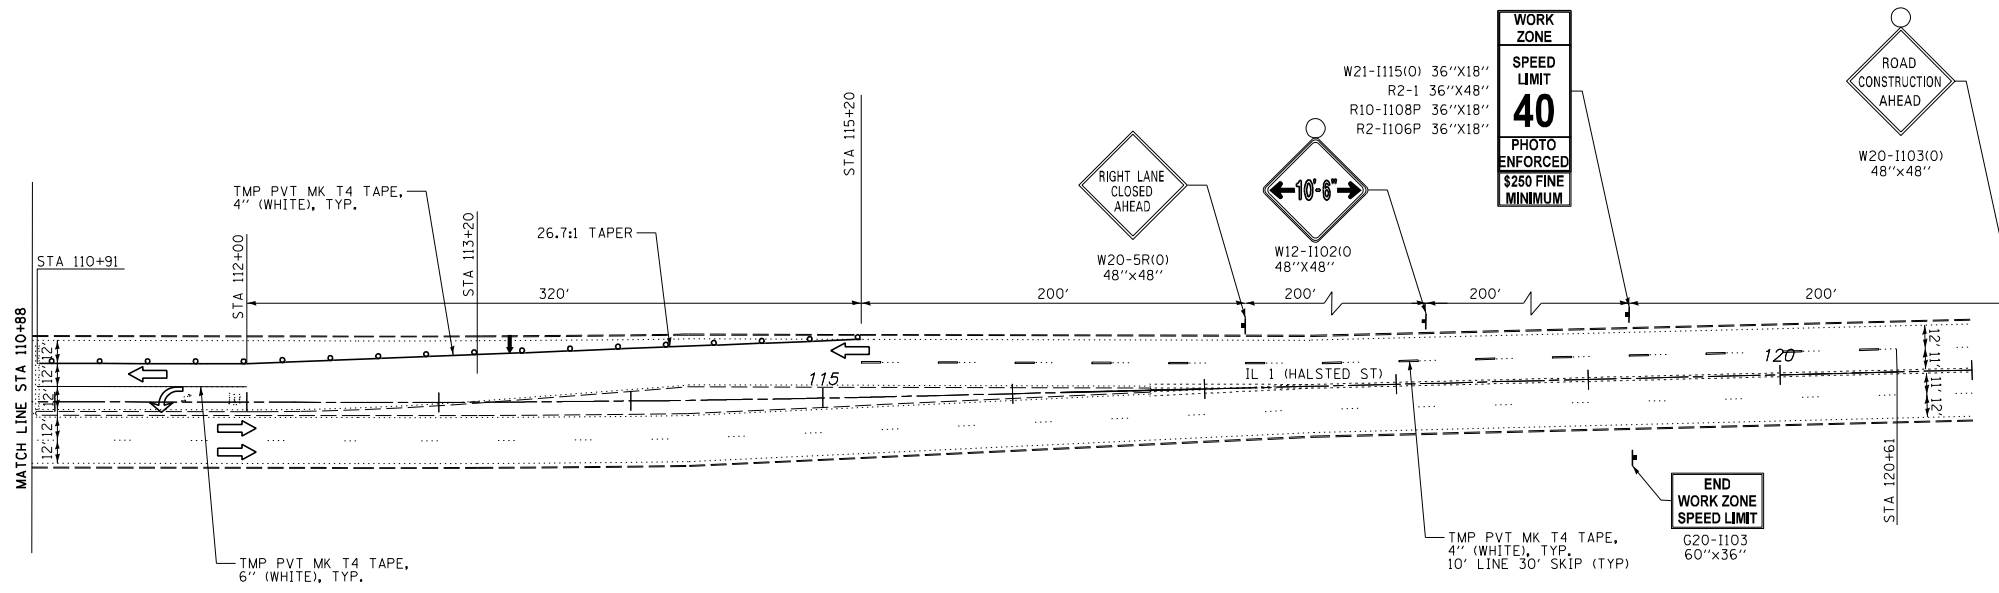 WORK
ZONE
SPEED
LIMIT
40
PHOTO
ENFORCED
$250 FINE
MINIMUM
W21-I115(O) 36''X18''
R2-1 36''X48''
R10-I108P 36''X18''
R2-I106P 36''X18''
ROAD
CONSTRUCTION
AHEAD
W20-I103(O)
48''x48''
RIGHT LANE
CLOSED
AHEAD
W20-5R(O)
48''x48''
10'-6"
W12-I102(O
48''X48''
TMP PVT MK T4 TAPE,
4'' (WHITE), TYP.
26.7:1 TAPER
STA 110+91
STA 112+00
STA 113+20
STA 115+20
320'
200'
200'
200'
200'
MATCH LINE STA 110+88
12'
12'
12'
12'
12'
115
IL 1 (HALSTED ST)
120
12'
11'
11'
12'
STA 120+61
END
WORK ZONE
SPEED LIMIT
G20-I103
60''x36''
TMP PVT MK T4 TAPE,
6'' (WHITE), TYP.
TMP PVT MK T4 TAPE,
4'' (WHITE), TYP.
10' LINE 30' SKIP (TYP)